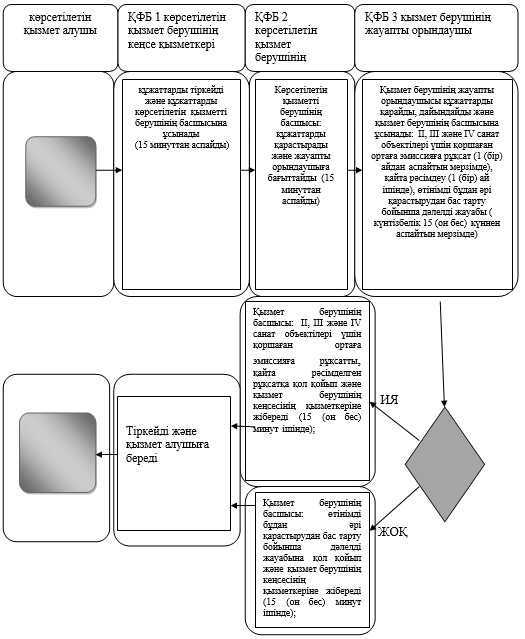 көрсетілетін
қызмет алушы
ҚФБ 1 көрсетілетін
қызмет берушінің
кеңсе қызметкері
ҚФБ 2
көрсетілетін
қызмет
берушінің
ҚФБ 3 қызмет берушінің
жауапты орындаушы
құжаттарды тіркейді
және құжаттарды
көрсетілетін қызметті
берушінің басшысына
ұсынады
(15 минуттан аспайды)
Көрсетілетін
қызметті
берушінің
басшысы:
құжаттарды
қарастырады
және жауапты
орындаушыға
бағыттайды (15
минуттан
аспайды)
Қызмет берушінің жауапты
орындаушысы құжаттарды
қарайды, дайындайды және
қызмет берушінің басшысына
ұсынады: II, III және IV санат
объектілері үшін қоршаған
ортаға эмиссияға рұқсат (1 (бір)
айдан аспайтын мерзімде),
қайта рәсімдеу (1 (бір) ай
ішінде), өтінімді бұдан әрі
қарастырудан бас тарту
бойынша дәлелді жауабы (
күнтізбелік 15 (он бес) күннен
аспайтын мерзімде)
Қызмет берушінің
басшысы: II, III және IV
санат объектілері үшін
қоршаған ортаға
эмиссияға рұқсатты,
қайта рәсімделген
рұқсатқа қол қойып және
қызмет берушінің
кеңсесінің қызметкеріне
жібереді (15 (он бес)
минут ішінде);
ИЯ
Тіркейді және
қызмет алушыға
береді
Қызмет берушінің
басшысы: өтінімді
бұдан әрі
қарастырудан бас тарту
бойынша дәлелді
жауабына қол қойып
және қызмет берушінің
кеңсесінің
қызметкеріне жібереді
(15 (он бес) минут
ішінде);
ЖОҚ